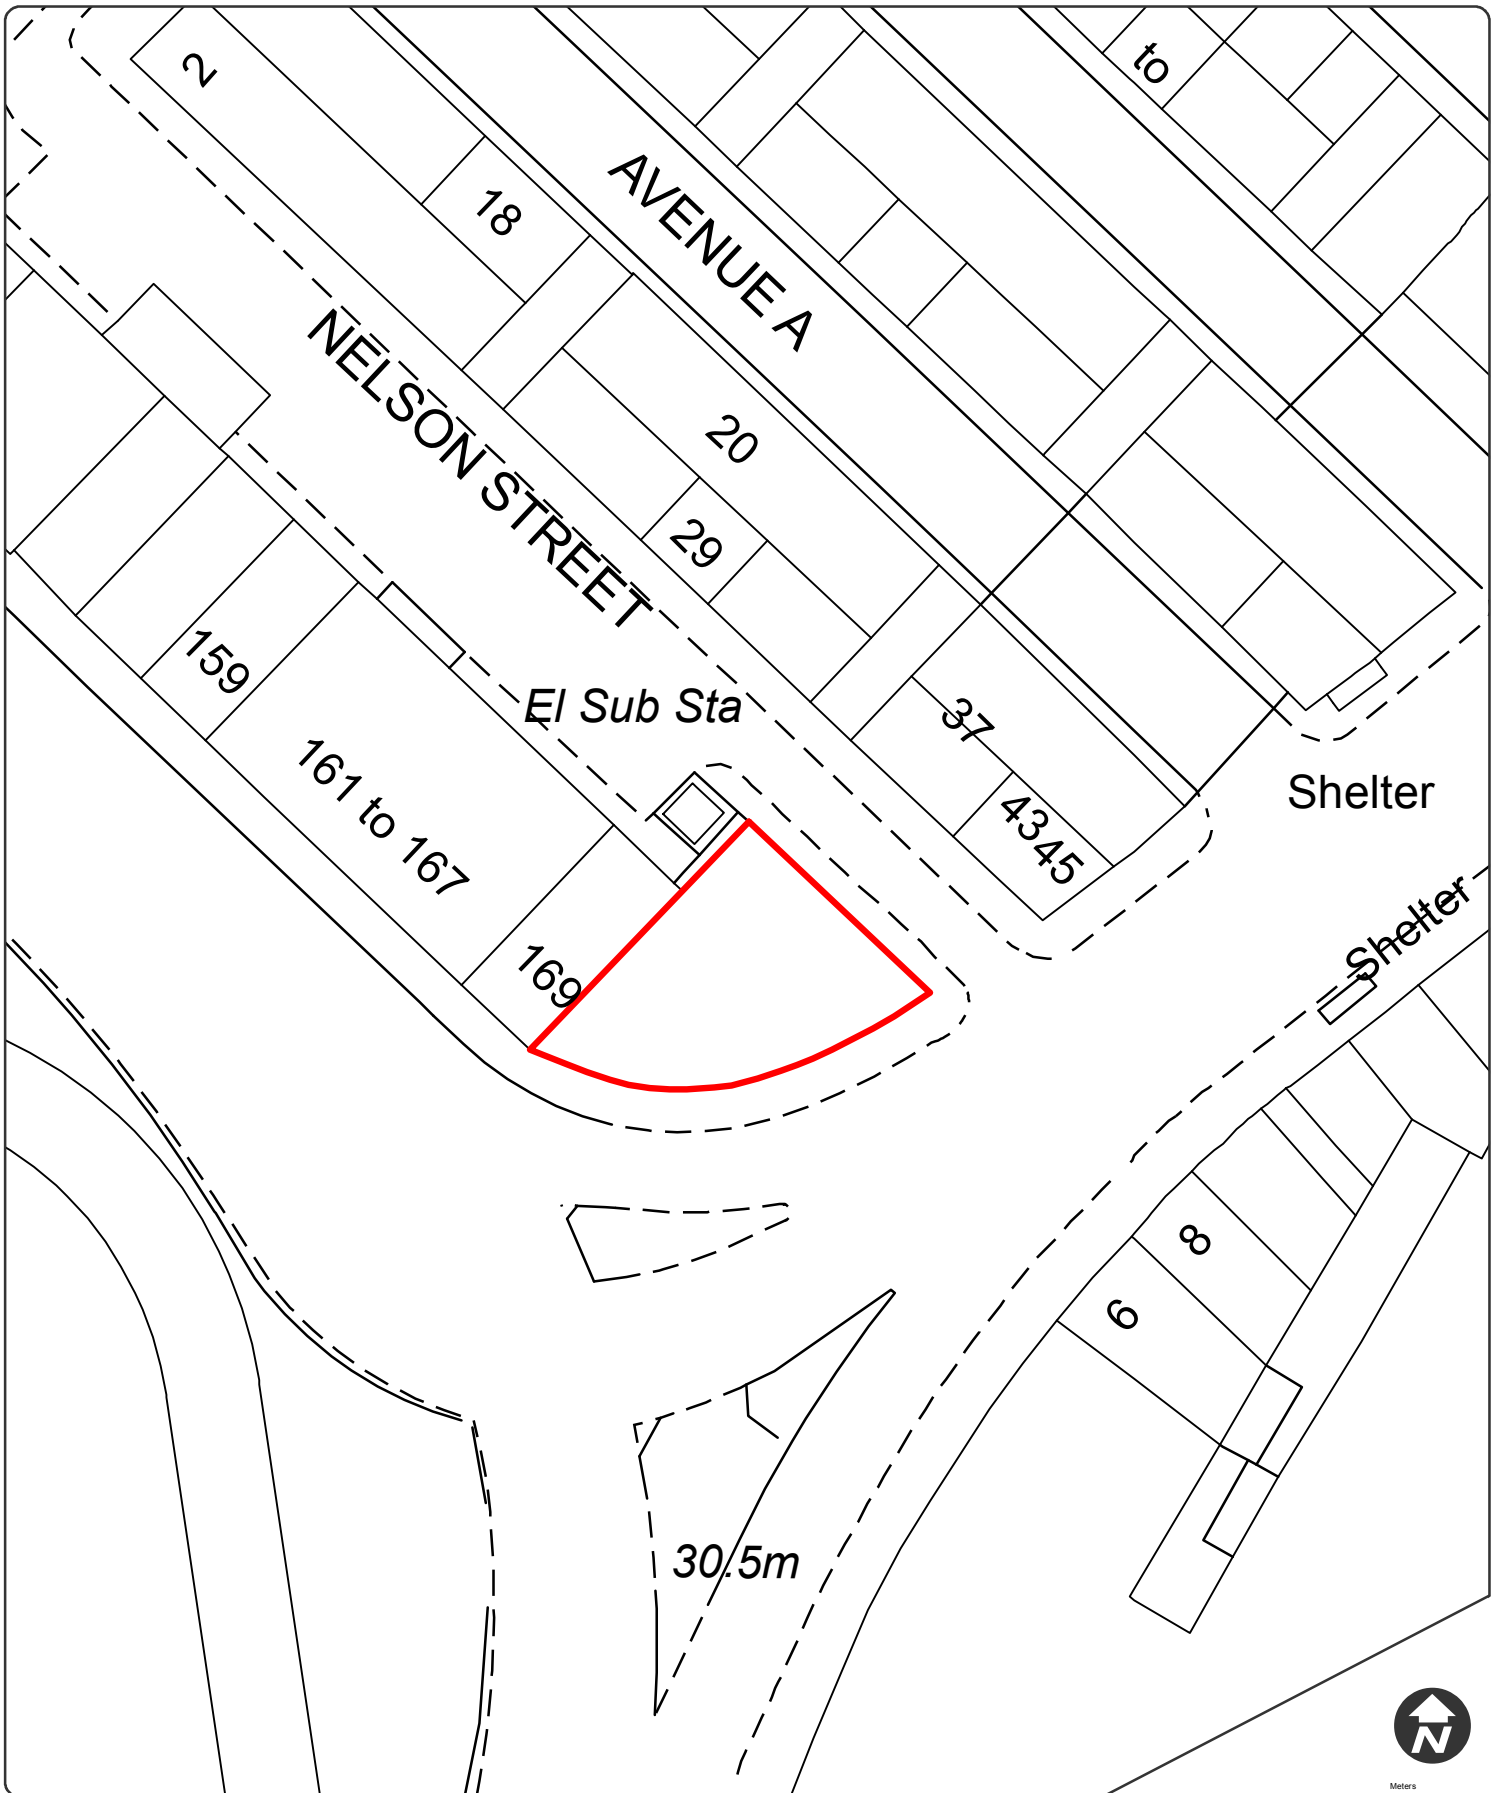 2
to
18
AVENUE A
NELSON STREET
20
29
159
El Sub Sta
37
161 to 167
Shelter
4345
Shelter
169
8
6
30.5m
N
Meters